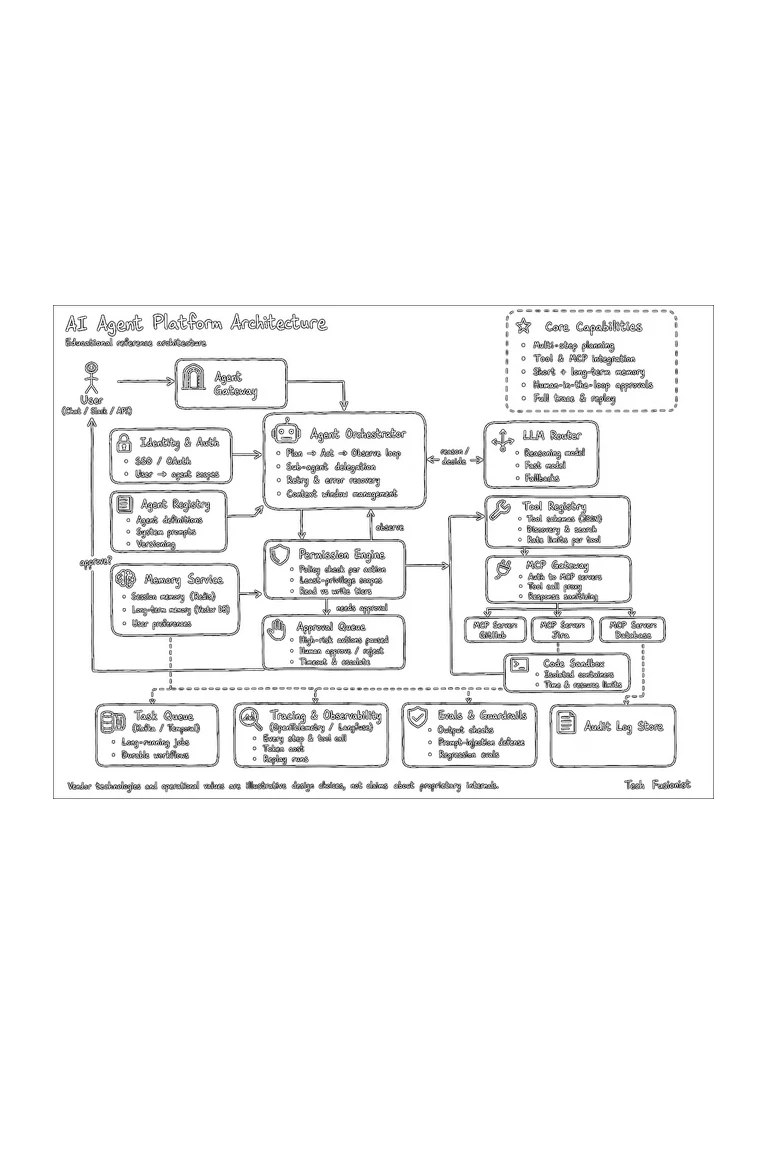 AI Agent Platform Architecture
Educational reference architecture
Core Capabilities
• Multi-step planning
• Tool & MCP integration
• Short + long-term memory
• Human-in-the-loop approvals
• Full trace & replay
User
(Chat / Slack / API)
Agent
Gateway
Identity & Auth
• SSO / OAuth
• User → agent scopes
Agent Orchestrator
• Plan → Act → Observe loop
• Sub-agent delegation
• Retry & error recovery
• Context window management
reason /
decide
LLM Router
• Reasoning model
• Fast model
• Fallbacks
Agent Registry
• Agent definitions
• System prompts
• Versioning
observe
Tool Registry
• Tool schemas (JSON)
• Discovery & search
• Rate limits per tool
approve?
Permission Engine
• Policy check per action
• Least-privilege scopes
• Read vs write tiers
MCP Gateway
• Auth to MCP servers
• Tool call proxy
• Response sanitizing
Memory Service
• Session memory (Redis)
• Long-term memory (Vector DB)
• User preferences
needs approval
Approval Queue
• High-risk actions paused
• Human approve / reject
• Timeout & escalate
MCP Server:
GitHub
MCP Server:
Jira
MCP Server:
Database
Code Sandbox
• Isolated containers
• Time & resource limits
Task Queue
(Kafka / Temporal)
• Long-running jobs
• Durable workflows
Tracing & Observability
(OpenTelemetry / Langfuse)
• Every step & tool call
• Token cost
• Replay runs
Evals & Guardrails
• Output checks
• Prompt-injection defense
• Regression evals
Audit Log Store
Vendor technologies and operational values are illustrative design choices, not claims about proprietary internals.
Tech Fusionist